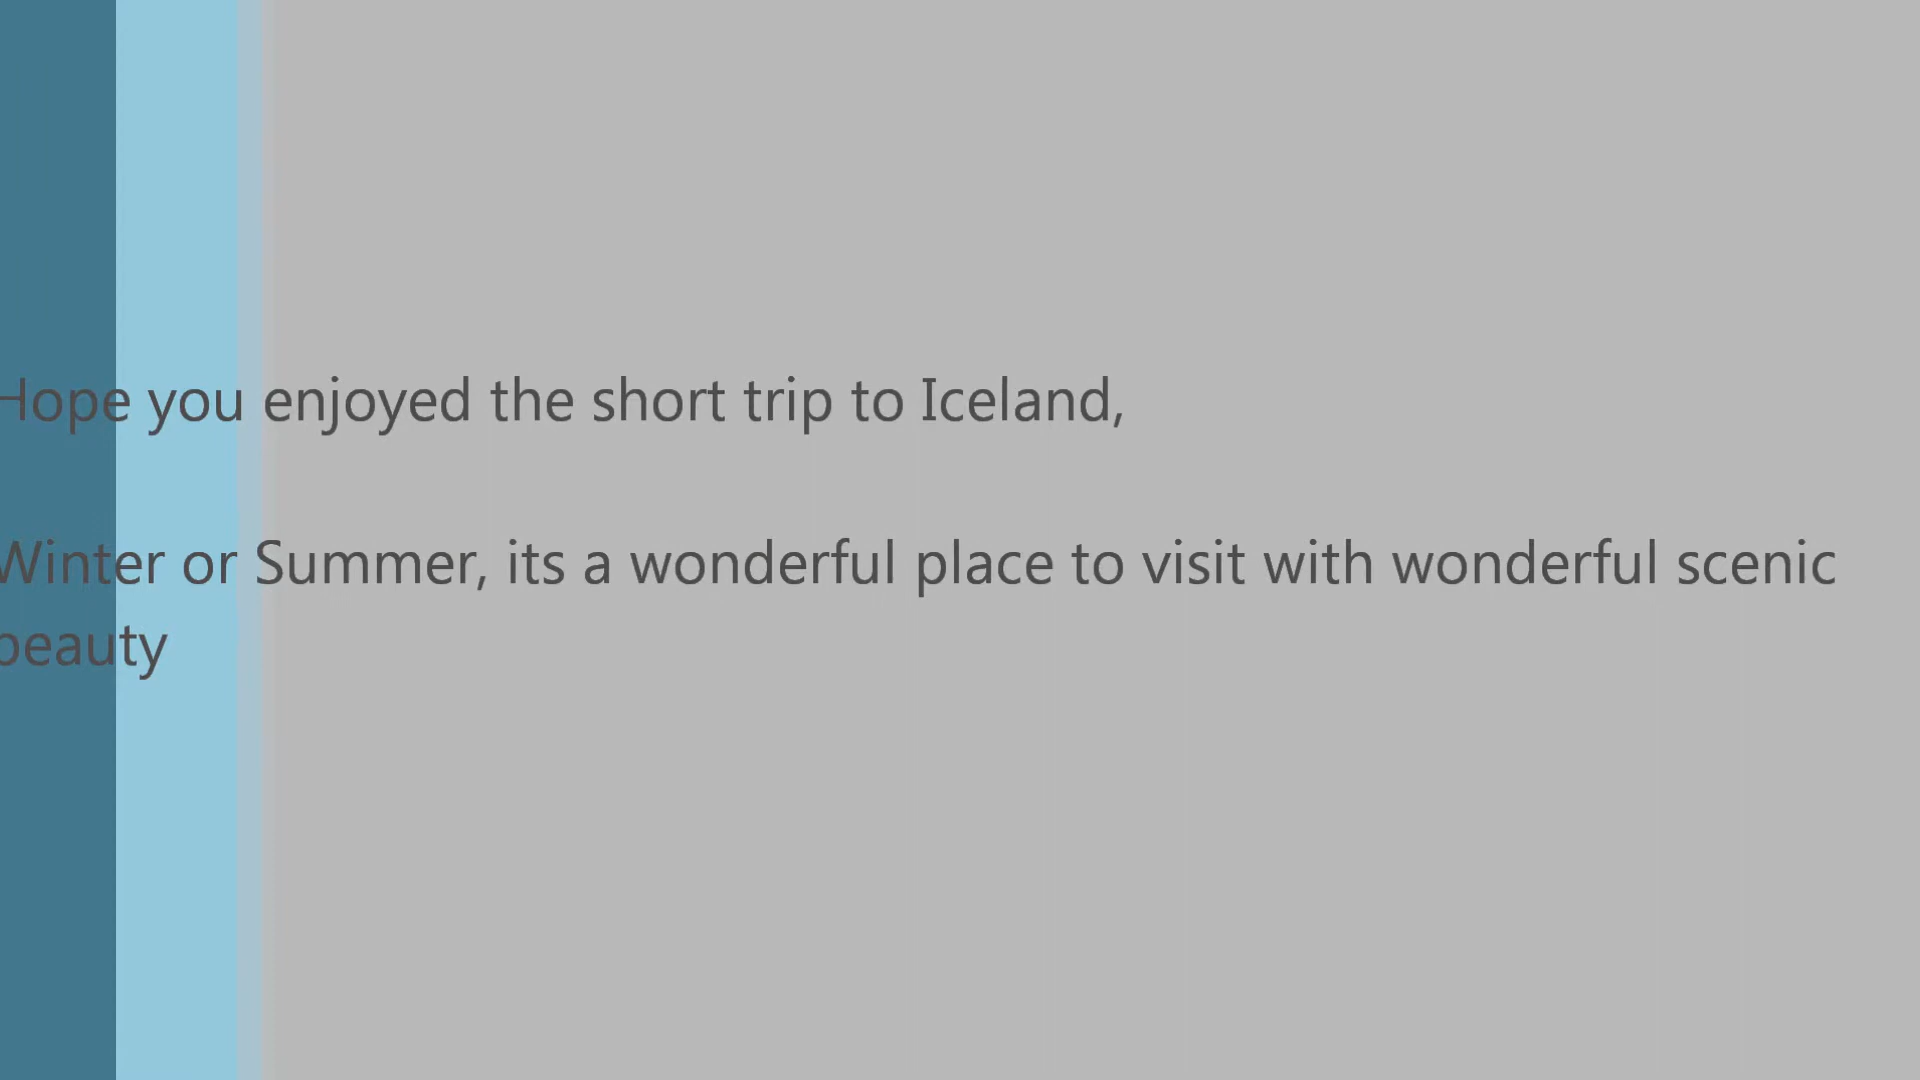 Hope you enjoyed the short trip to Iceland,
Winter or Summer, its a wonderful place to visit with wonderful scenic
beauty